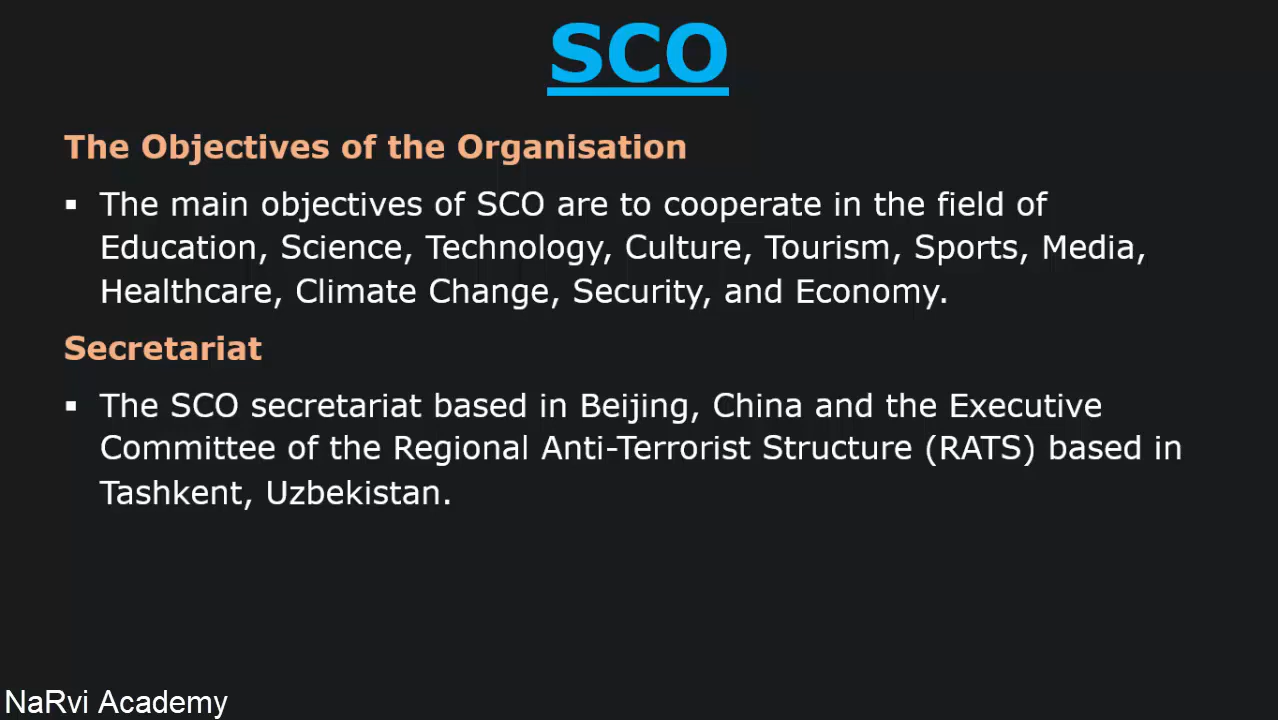 SCO
The Objectives of the Organisation
▪ The main objectives of SCO are to cooperate in the field of
Education, Science, Technology, Culture, Tourism, Sports, Media,
Healthcare, Climate Change, Security, and Economy.
Secretariat
▪ The SCO secretariat based in Beijing, China and the Executive
Committee of the Regional Anti-Terrorist Structure (RATS) based in
Tashkent, Uzbekistan.
NaRvi Academy